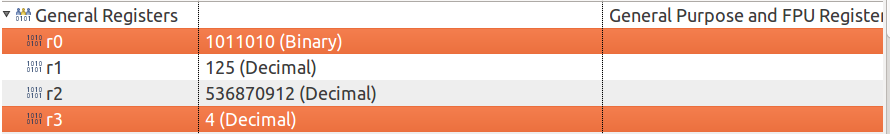 General Registers General Purpose and FPU Register
r0 1011010 (Binary)
r1 125 (Decimal)
r2 536870912 (Decimal)
r3 4 (Decimal)